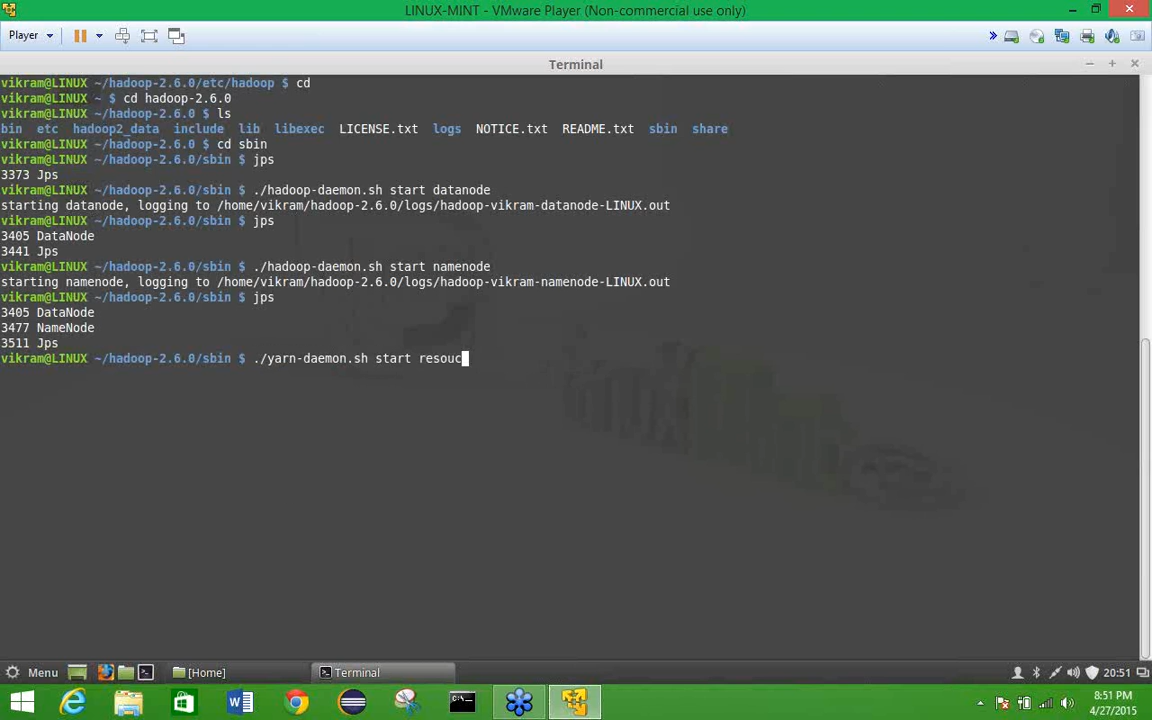 LINUX-MINT - VMware Player (Non-commercial use only)
Player
Terminal
vikram@LINUX ~/hadoop-2.6.0/etc/hadoop $ cd
vikram@LINUX ~ $ cd hadoop-2.6.0
vikram@LINUX ~/hadoop-2.6.0 $ ls
bin etc hadoop2_data include lib libexec LICENSE.txt logs NOTICE.txt README.txt sbin share
vikram@LINUX ~/hadoop-2.6.0 $ cd sbin
vikram@LINUX ~/hadoop-2.6.0/sbin $ jps
3373 Jps
vikram@LINUX ~/hadoop-2.6.0/sbin $ ./hadoop-daemon.sh start datanode
starting datanode, logging to /home/vikram/hadoop-2.6.0/logs/hadoop-vikram-datanode-LINUX.out
vikram@LINUX ~/hadoop-2.6.0/sbin $ jps
3405 DataNode
3441 Jps
vikram@LINUX ~/hadoop-2.6.0/sbin $ ./hadoop-daemon.sh start namenode
starting namenode, logging to /home/vikram/hadoop-2.6.0/logs/hadoop-vikram-namenode-LINUX.out
vikram@LINUX ~/hadoop-2.6.0/sbin $ jps
3405 DataNode
3477 NameNode
3511 Jps
vikram@LINUX ~/hadoop-2.6.0/sbin $ ./yarn-daemon.sh start resouc
Menu [Home] Terminal 20:51
8:51 PM
4/27/2015